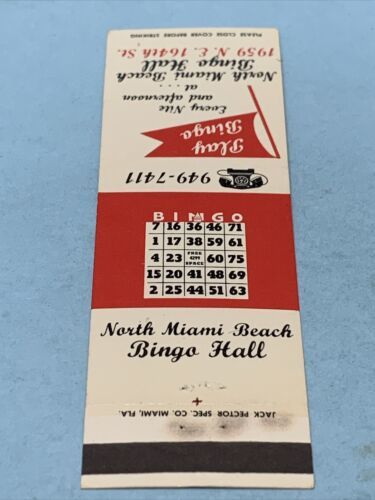 PLEASE CLOSE COVER BEFORE STRIKING
1959 N. E. 164th St.
Bingo Hall
North Miami Beach
at...
and afternoon
Every Nite
Play
Bingo
949-7411
BINGO
7 16 36 46 71
1 17 38 59 61
4 23 FREE 4299 SPACE 60 75
15 20 41 48 69
2 25 44 51 63
North Miami Beach
Bingo Hall
JACK PECTOR SPEC. CO. MIAMI, FLA.